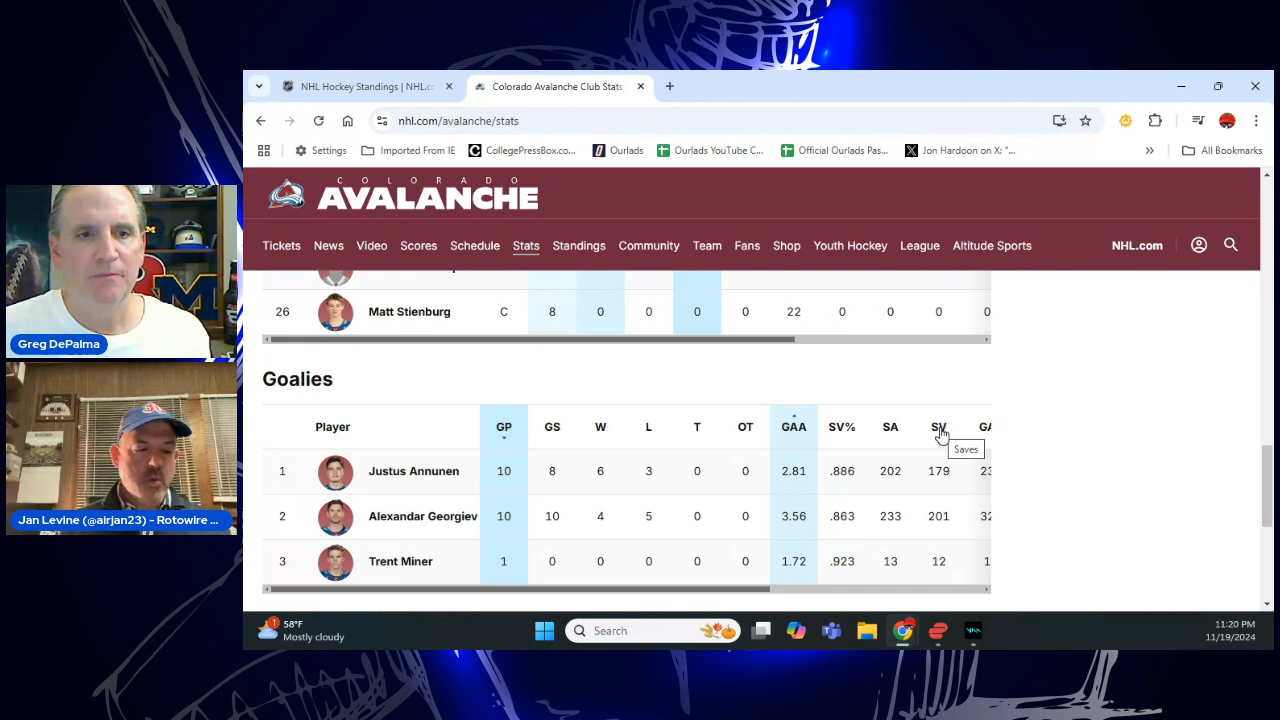 NHL Hockey Standings | NHL.co
Colorado Avalanche Club Stats
nhl.com/avalanche/stats
Settings
Imported From IE
CollegePressBox.co...
Ourlads
Ourlads YouTube C...
Official Ourlads Pas...
Jon Hardoon on X: "...
All Bookmarks
COLORADO
AVALANCHE
Tickets News Video Scores Schedule Stats Standings Community Team Fans Shop Youth Hockey League Altitude Sports NHL.com
26 Matt Stienburg C 8 0 0 0 0 22 0 0 0
Goalies
Player GP GS W L T OT GAA SV% SA
Saves
1 Justus Annunen 10 8 6 3 0 0 2.81 .886 202
2 Alexandar Georgiev 10 10 4 5 0 0 3.56 .863 233
3 Trent Miner 1 0 0 0 0 0 1.72 .923 13
Greg DePalma
Jan Levine (@airjan23) - Rotowire ...
1
58°F
Mostly cloudy
Search
11:20 PM
11/19/2024